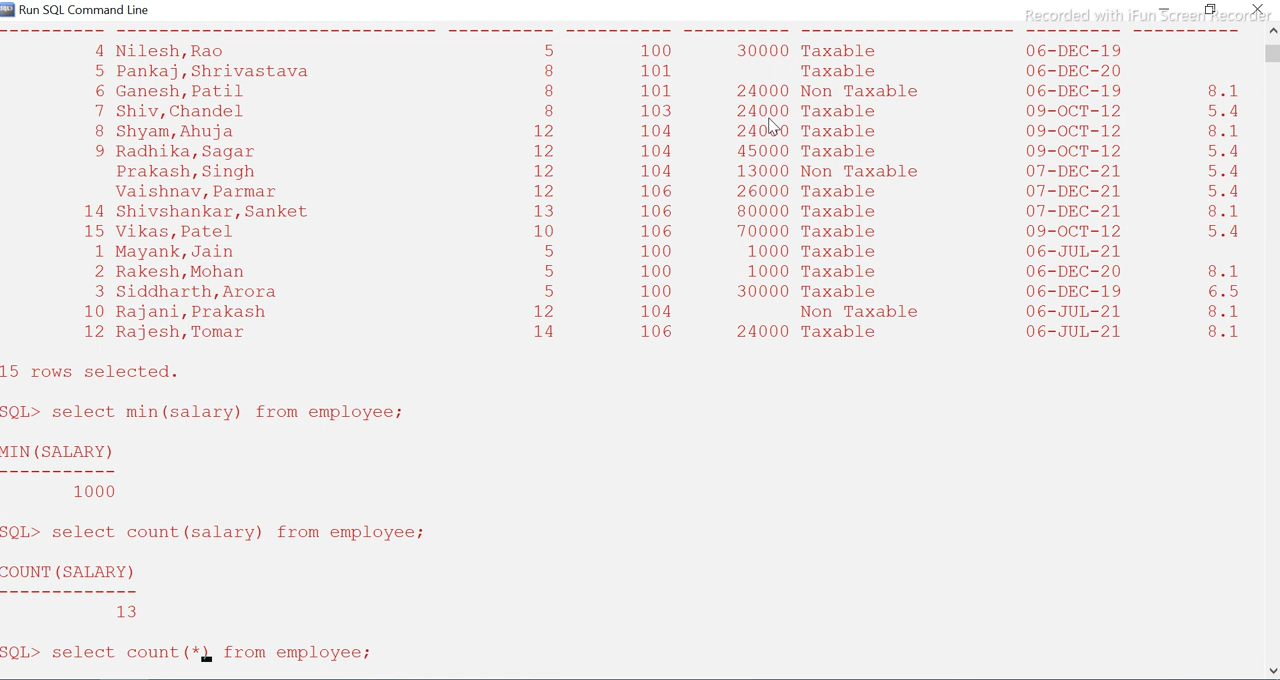 Run SQL Command Line
Recorded with iFun Screen Recorder
---------- ------------------------------ ---------- ---------- ---------- -------------------- --------- ----------
4 Nilesh,Rao 5 100 30000 Taxable 06-DEC-19
5 Pankaj,Shrivastava 8 101 Taxable 06-DEC-20
6 Ganesh,Patil 8 101 24000 Non Taxable 06-DEC-19 8.1
7 Shiv,Chandel 8 103 24000 Taxable 09-OCT-12 5.4
8 Shyam,Ahuja 12 104 24000 Taxable 09-OCT-12 8.1
9 Radhika,Sagar 12 104 45000 Taxable 09-OCT-12 5.4
Prakash,Singh 12 104 13000 Non Taxable 07-DEC-21 5.4
Vaishnav,Parmar 12 106 26000 Taxable 07-DEC-21 5.4
14 Shivshankar,Sanket 13 106 80000 Taxable 07-DEC-21 8.1
15 Vikas,Patel 10 106 70000 Taxable 09-OCT-12 5.4
1 Mayank,Jain 5 100 1000 Taxable 06-JUL-21
2 Rakesh,Mohan 5 100 1000 Taxable 06-DEC-20 8.1
3 Siddharth,Arora 5 100 30000 Taxable 06-DEC-19 6.5
10 Rajani,Prakash 12 104 Non Taxable 06-JUL-21 8.1
12 Rajesh,Tomar 14 106 24000 Taxable 06-JUL-21 8.1
15 rows selected.
SQL> select min(salary) from employee;
MIN(SALARY)
-----------
1000
SQL> select count(salary) from employee;
COUNT(SALARY)
-------------
13
SQL> select count(*) from employee;